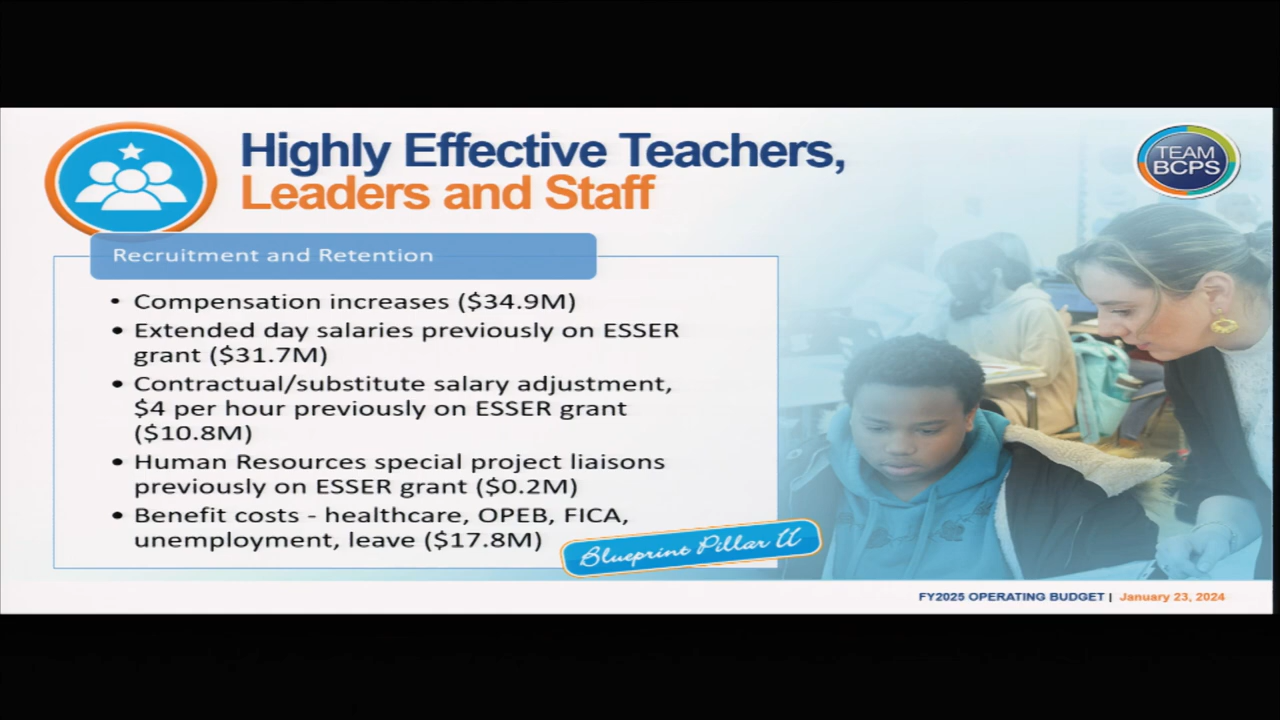 Highly Effective Teachers,
Leaders and Staff
TEAM
BCPS
Recruitment and Retention
• Compensation increases ($34.9M)
• Extended day salaries previously on ESSER
grant ($31.7M)
• Contractual/substitute salary adjustment,
$4 per hour previously on ESSER grant
($10.8M)
• Human Resources special project liaisons
previously on ESSER grant ($0.2M)
• Benefit costs - healthcare, OPEB, FICA,
unemployment, leave ($17.8M)
Blueprint Pillar II
FY2025 OPERATING BUDGET | January 23, 2024